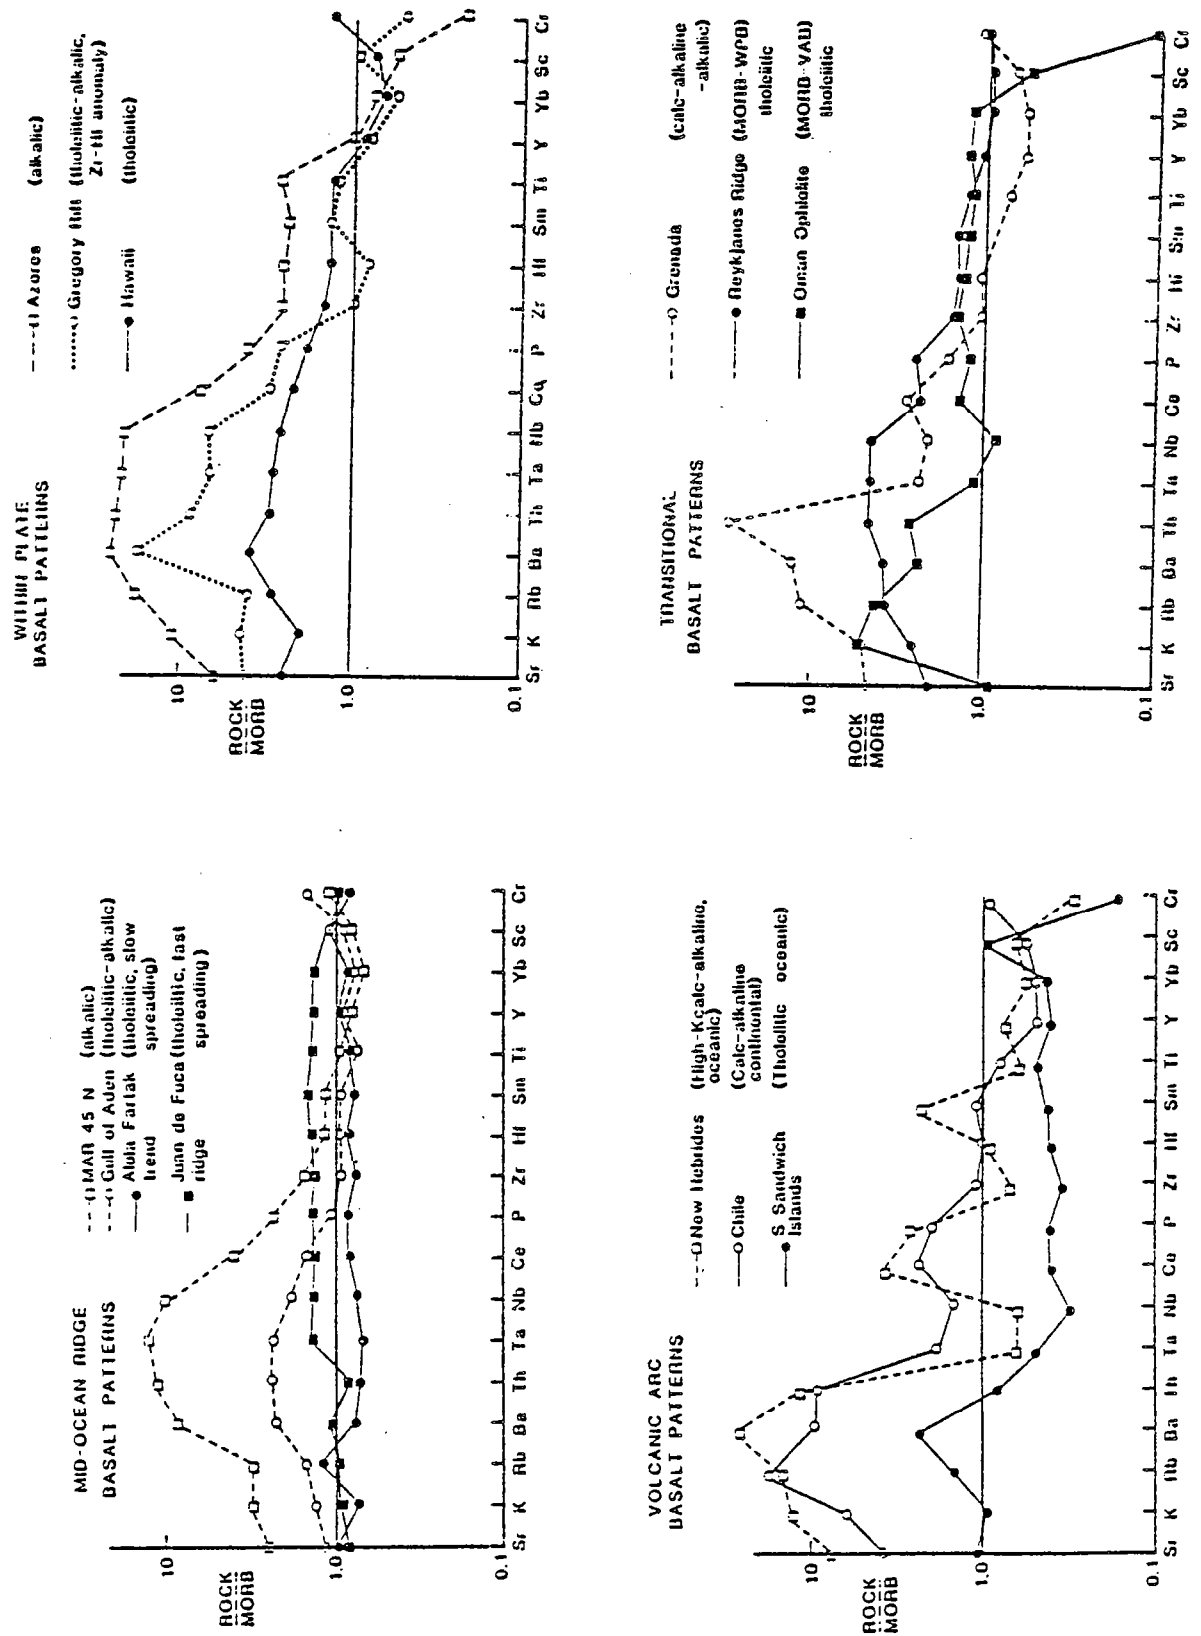 MID-OCEAN RIDGE
BASALT PATTERNS
MAR 45 N (alkalic)
Gulf of Aden (tholeiitic-alkalic)
Alula Fartak (tholeiitic, slow
trend spreading)
Juan de Fuca (tholeiitic, fast
ridge spreading)
ROCK
MORB
10
1.0
0.1
Sr K Rb Ba Th Ta Nb Ce P Zr Hf Sm Ti Y Yb Sc Cr
WITHIN PLATE
BASALT PATTERNS
Azores (alkalic)
Gregory Rift (tholeiitic-alkalic,
Zr-Hf anomaly)
Hawaii (tholeiitic)
ROCK
MORB
10
1.0
0.1
Sr K Rb Ba Th Ta Nb Ce P Zr Hf Sm Ti Y Yb Sc Cr
VOLCANIC ARC
BASALT PATTERNS
New Hebrides (High-K calc-alkaline,
oceanic)
Chile (Calc-alkaline
continental)
S Sandwich (Tholeiitic oceanic)
Islands
ROCK
MORB
10
1.0
0.1
Sr K Rb Ba Th Ta Nb Ce P Zr Hf Sm Ti Y Yb Sc Cr
TRANSITIONAL
BASALT PATTERNS
Grenada (calc-alkaline
-alkalic)
Reykjanes Ridge (MORB-WPB)
tholeiitic
Oman Ophiolite (MORB-VAB)
tholeiitic
ROCK
MORB
10
1.0
0.1
Sr K Rb Ba Th Ta Nb Ce P Zr Hf Sm Ti Y Yb Sc Cr